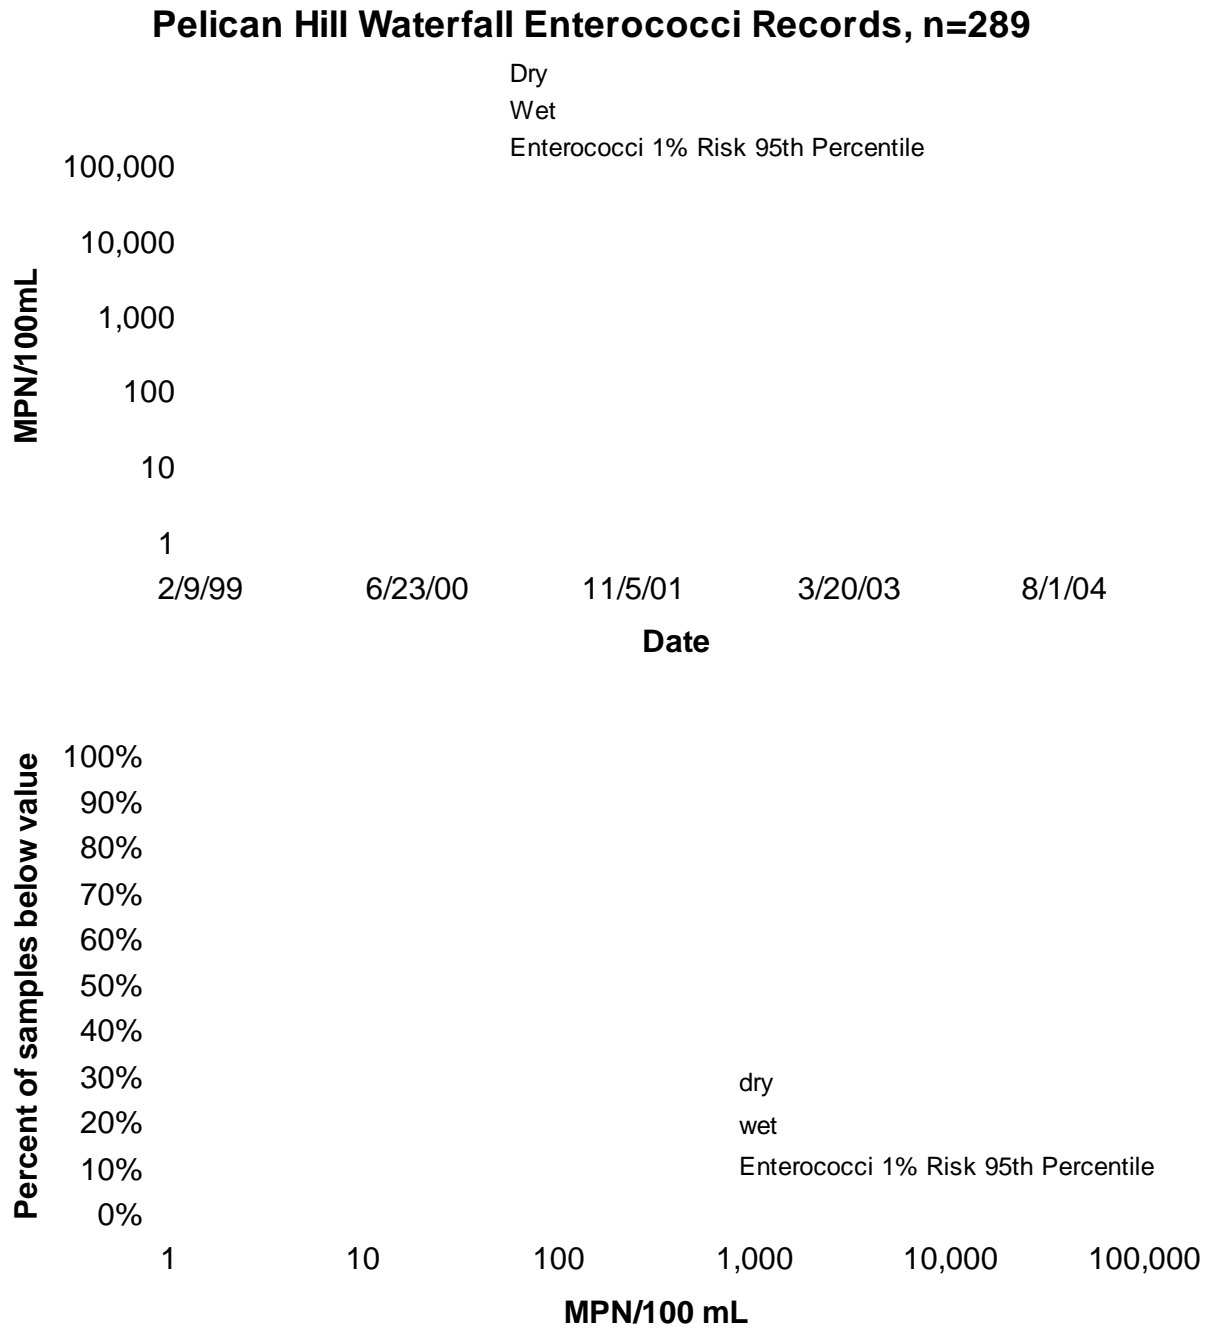 Pelican Hill Waterfall Enterococci Records, n=289
Dry
Wet
Enterococci 1% Risk 95th Percentile
100,000
10,000
1,000
100
10
1
MPN/100mL
2/9/99 6/23/00 11/5/01 3/20/03 8/1/04
Date
100%
90%
80%
70%
60%
50%
40%
30%
20%
10%
0%
Percent of samples below value
dry
wet
Enterococci 1% Risk 95th Percentile
1 10 100 1,000 10,000 100,000
MPN/100 mL